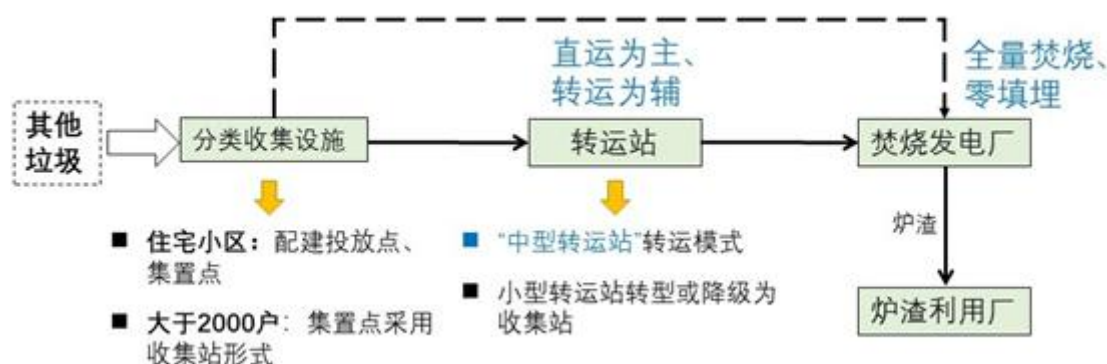 直运为主、
转运为辅
全量焚烧、
零填埋
其他
垃圾
分类收集设施
转运站
焚烧发电厂
■ 住宅小区：配建投放点、
集置点
■ 大于2000户：集置点采用
收集站形式
■ “中型转运站”转运模式
■ 小型转运站转型或降级为
收集站
炉渣
炉渣利用厂